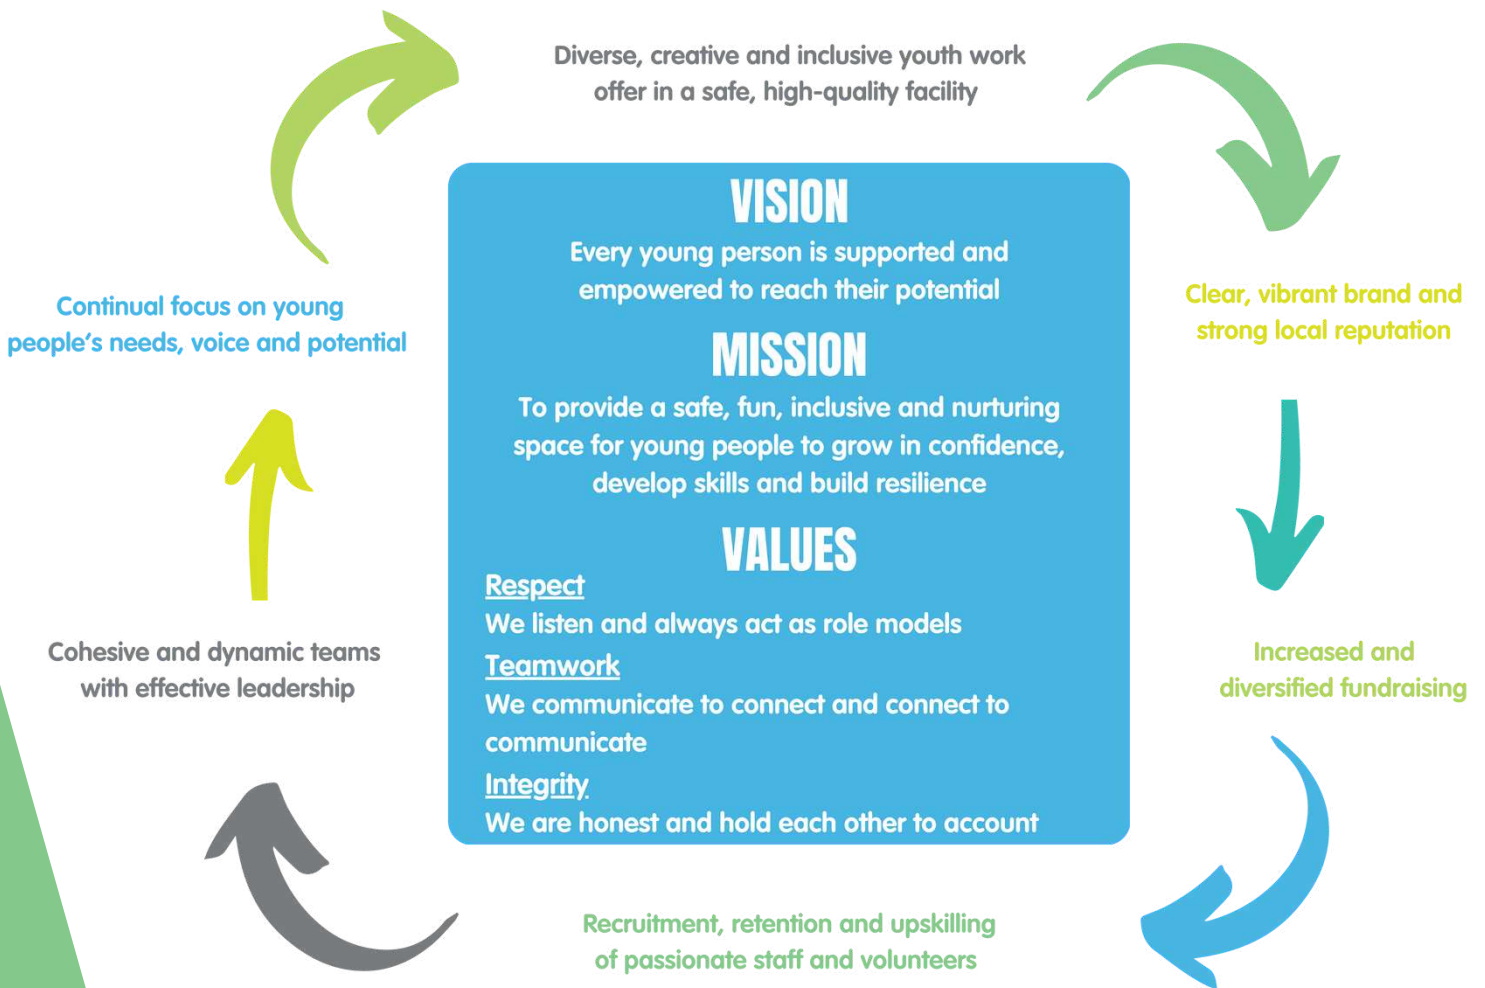 Diverse, creative and inclusive youth work
offer in a safe, high-quality facility
Clear, vibrant brand and
strong local reputation
Increased and
diversified fundraising
Recruitment, retention and upskilling
of passionate staff and volunteers
Cohesive and dynamic teams
with effective leadership
Continual focus on young
people’s needs, voice and potential
VISION
Every young person is supported and
empowered to reach their potential
MISSION
To provide a safe, fun, inclusive and nurturing
space for young people to grow in confidence,
develop skills and build resilience
VALUES
Respect
We listen and always act as role models
Teamwork
We communicate to connect and connect to
communicate
Integrity
We are honest and hold each other to account